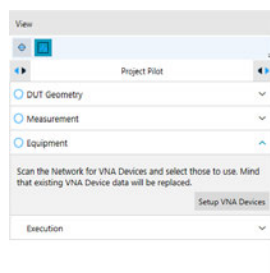 View
Project Pilot
DUT Geometry
Measurement
Equipment
Scan the Network for VNA Devices and select those to use. Mind
that existing VNA Device data will be replaced.
Setup VNA Devices
Execution